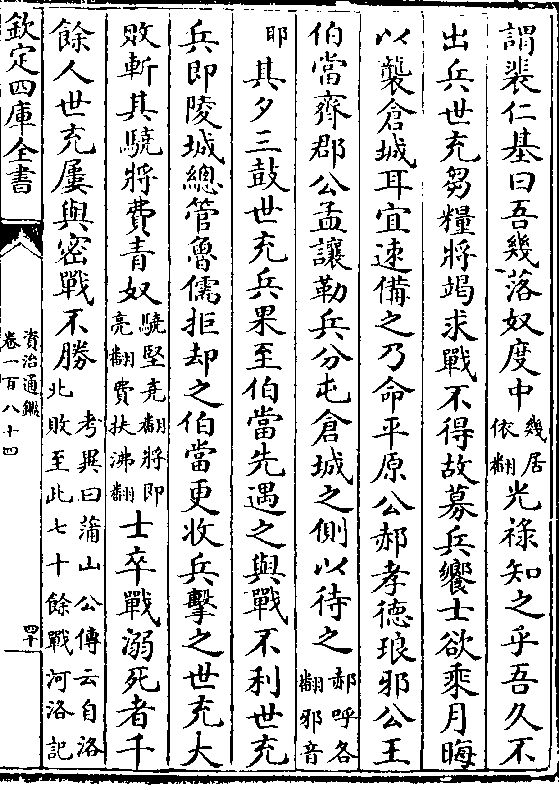 謂裴仁基曰吾幾落奴度中幾居依翻光祿知之乎吾久不
出兵世充芻糧將竭求戰不得故募兵饗士欲乘月晦
以襲倉城耳宜速備之乃命平原公郝孝德琅邪公王
伯當齊郡公孟讓勒兵分屯倉城之側以待之郝呼各翻邪音
耶其夕三鼓世充兵果至伯當先遇之與戰不利世充
兵即陵城總管魯儒拒却之伯當更收兵擊之世充大
敗斬其驍將費青奴驍堅堯翻將即亮翻費扶沸翻士卒戰溺死者千
餘人世充屢與密戰不勝考異曰蒲山公傳云自洛北敗至此七十餘戰河洛記
欽定四庫全書
資治通鑑
卷一百八十四
四十